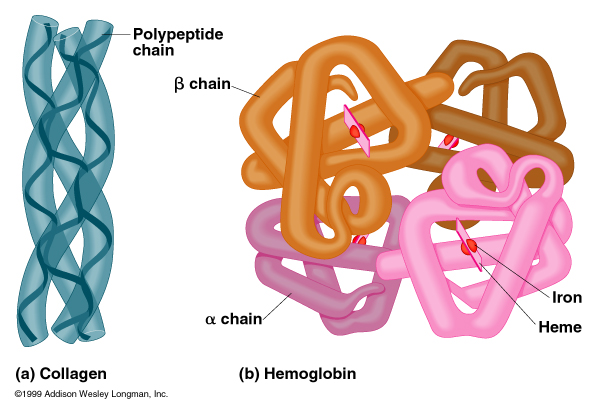 Polypeptide
chain
β chain
α chain
Iron
Heme
(a) Collagen
(b) Hemoglobin
©1999 Addison Wesley Longman, Inc.